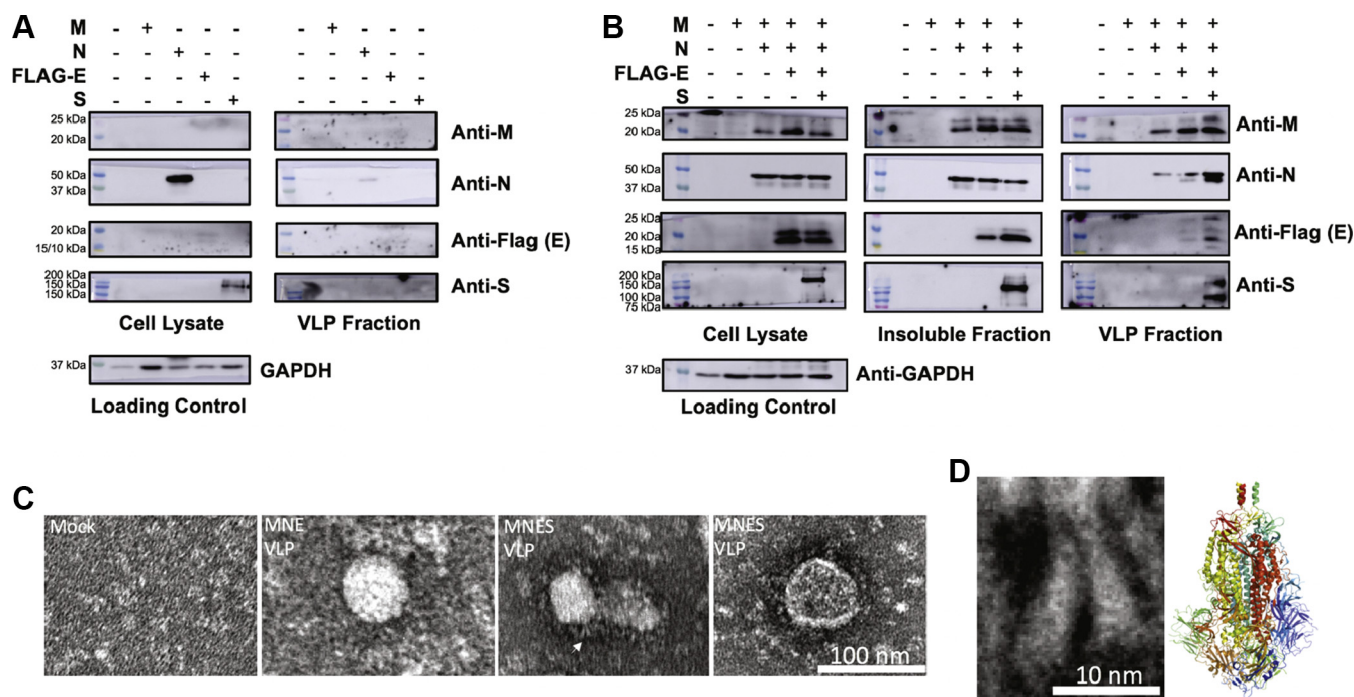 A
M - + - - - - + - - -
N - - + - - - - + - -
FLAG-E - - - + - - - - + -
S - - - - + - - - - +
25 kDa
20 kDa
Anti-M
50 kDa
37 kDa
Anti-N
20 kDa
15/10 kDa
Anti-Flag (E)
200 kDa
150 kDa
150 kDa
Anti-S
Cell Lysate VLP Fraction
37 kDa
GAPDH
Loading Control
B
M - + + + + - + + + + - + + + +
N - - + + + - - + + + - - + + +
FLAG-E - - - + + - - - + + - - - + +
S - - - - + - - - - + - - - - +
25 kDa
20 kDa
Anti-M
50 kDa
37 kDa
Anti-N
25 kDa
20 kDa
15 kDa
Anti-Flag (E)
200 kDa
150 kDa
100 kDa
75 kDa
Anti-S
Cell Lysate Insoluble Fraction VLP Fraction
37 kDa
Anti-GAPDH
Loading Control
C
Mock
MNE
VLP
MNES
VLP
MNES
VLP
100 nm
D
10 nm